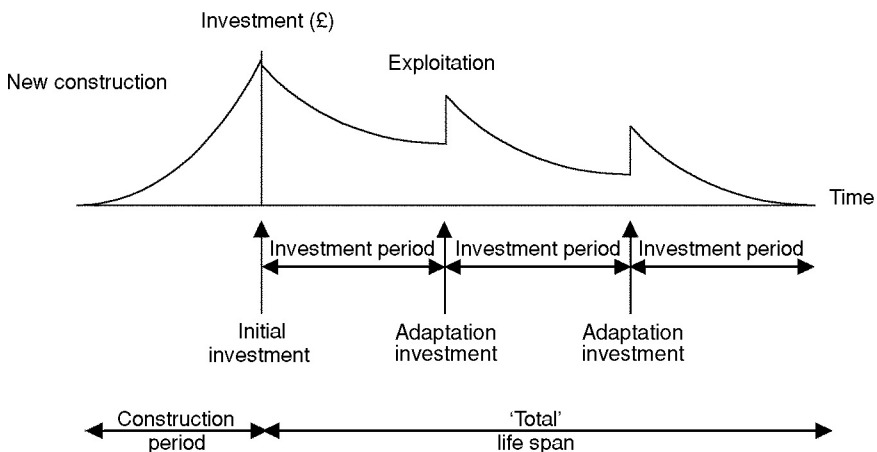 Investment (£)
Exploitation
New construction
Time
Investment period
Investment period
Investment period
Initial
investment
Adaptation
investment
Adaptation
investment
Construction
period
‘Total’
life span